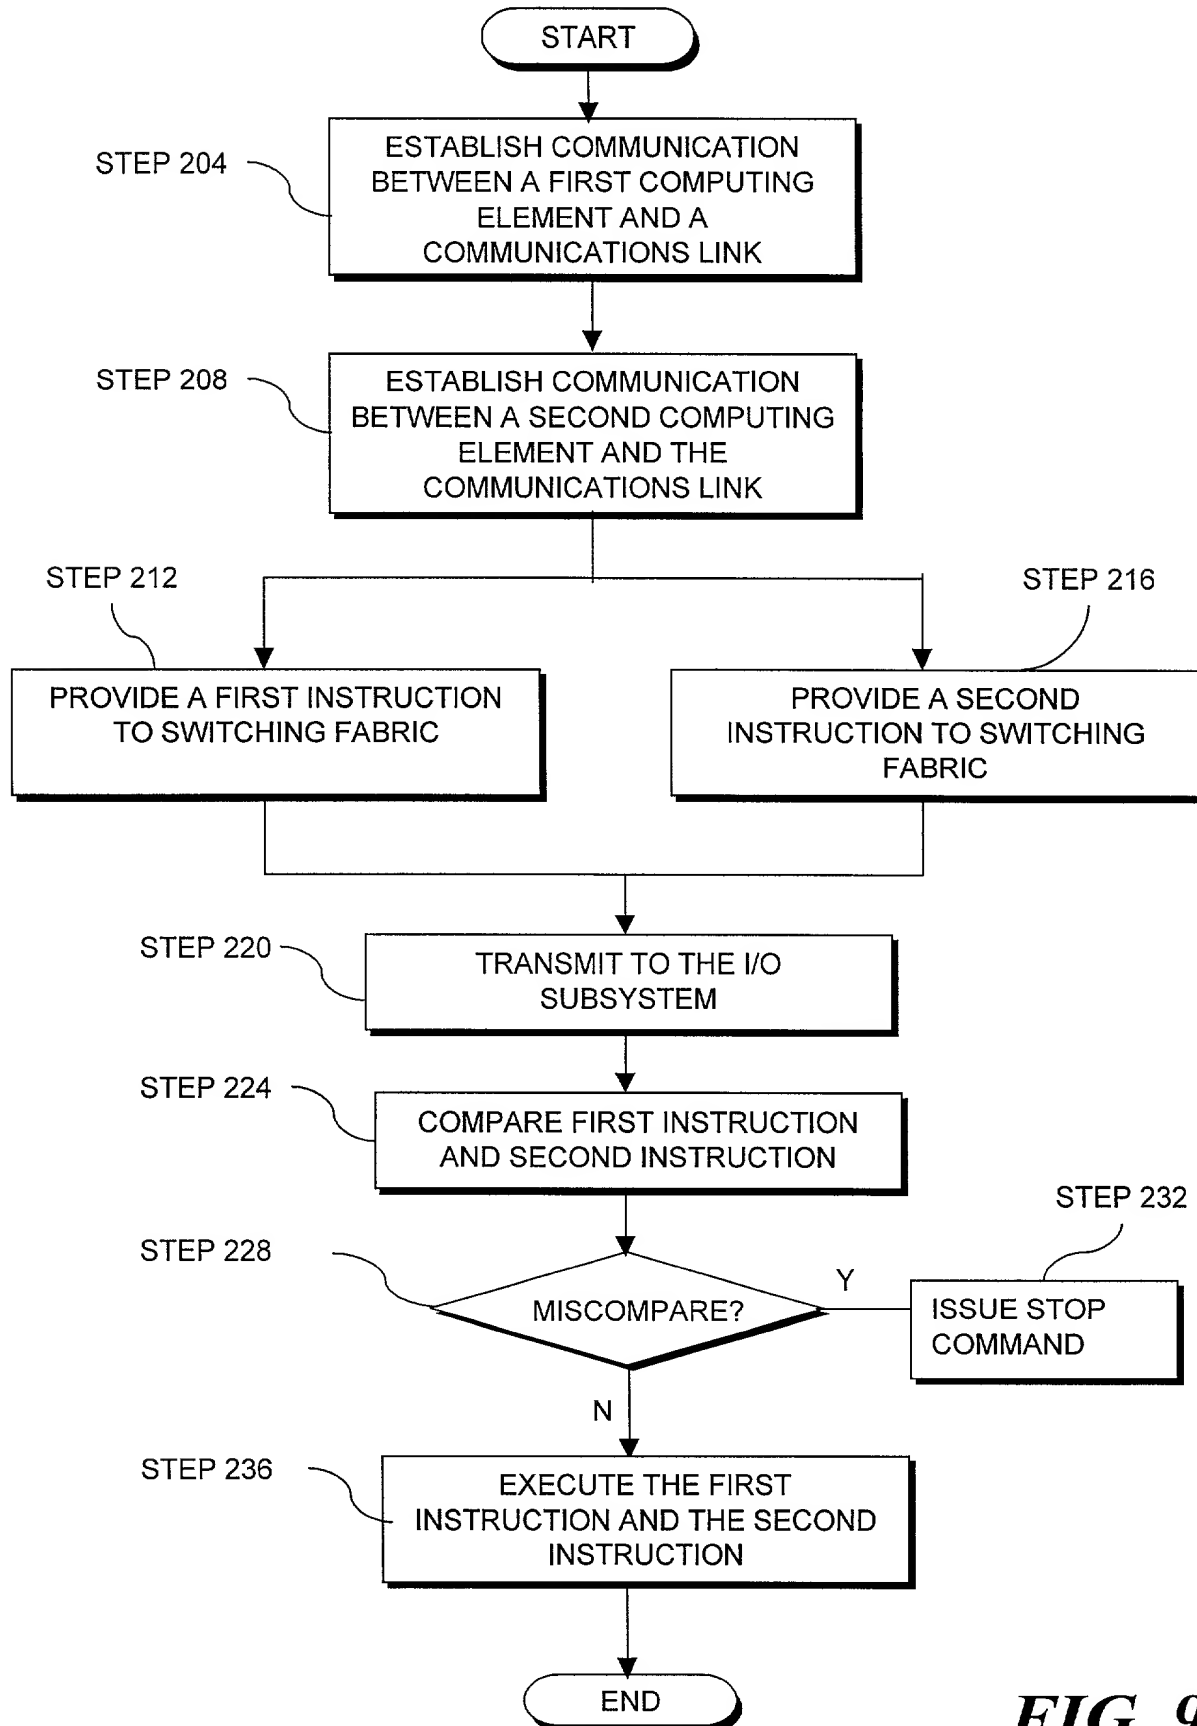 START
STEP 204
ESTABLISH COMMUNICATION
BETWEEN A FIRST COMPUTING
ELEMENT AND A
COMMUNICATIONS LINK
STEP 208
ESTABLISH COMMUNICATION
BETWEEN A SECOND COMPUTING
ELEMENT AND THE
COMMUNICATIONS LINK
STEP 212
STEP 216
PROVIDE A FIRST INSTRUCTION
TO SWITCHING FABRIC
PROVIDE A SECOND
INSTRUCTION TO SWITCHING
FABRIC
STEP 220
TRANSMIT TO THE I/O
SUBSYSTEM
STEP 224
COMPARE FIRST INSTRUCTION
AND SECOND INSTRUCTION
STEP 232
STEP 228
MISCOMPARE?
Y
ISSUE STOP
COMMAND
N
STEP 236
EXECUTE THE FIRST
INSTRUCTION AND THE SECOND
INSTRUCTION
END
FIG. 9